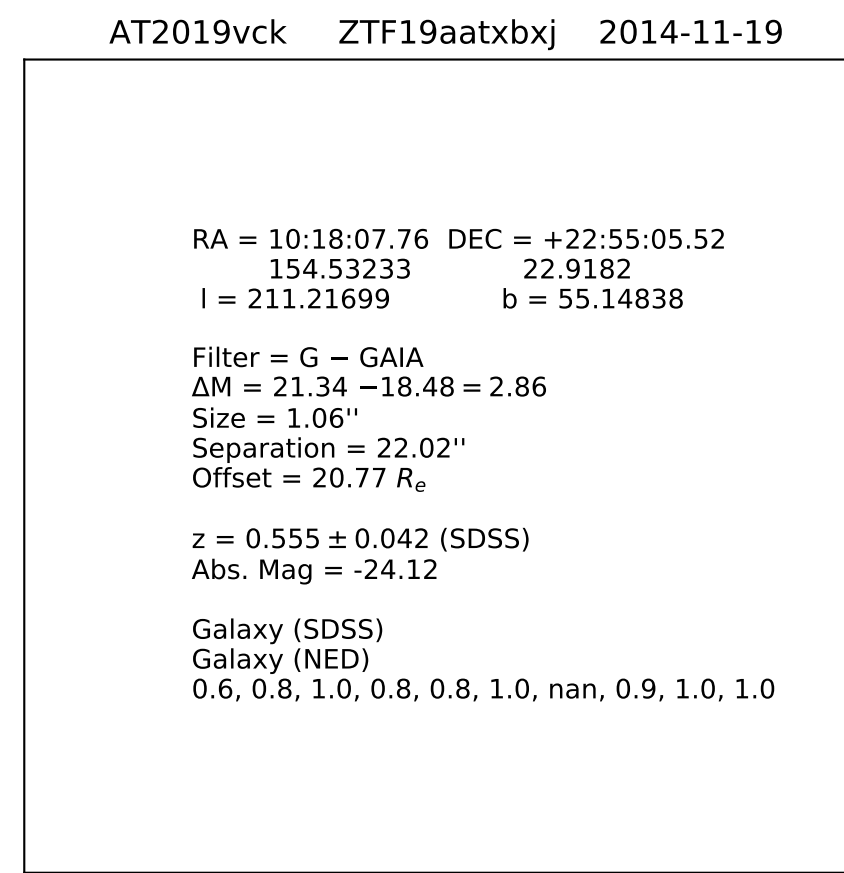 AT2019vck ZTF19aatxbxj 2014-11-19
RA = 10:18:07.76 DEC = +22:55:05.52
154.53233 22.9182
l = 211.21699 b = 55.14838
Filter = G − GAIA
ΔM = 21.34 −18.48 = 2.86
Size = 1.06''
Separation = 22.02''
Offset = 20.77 Re
z = 0.555 ± 0.042 (SDSS)
Abs. Mag = -24.12
Galaxy (SDSS)
Galaxy (NED)
0.6, 0.8, 1.0, 0.8, 0.8, 1.0, nan, 0.9, 1.0, 1.0